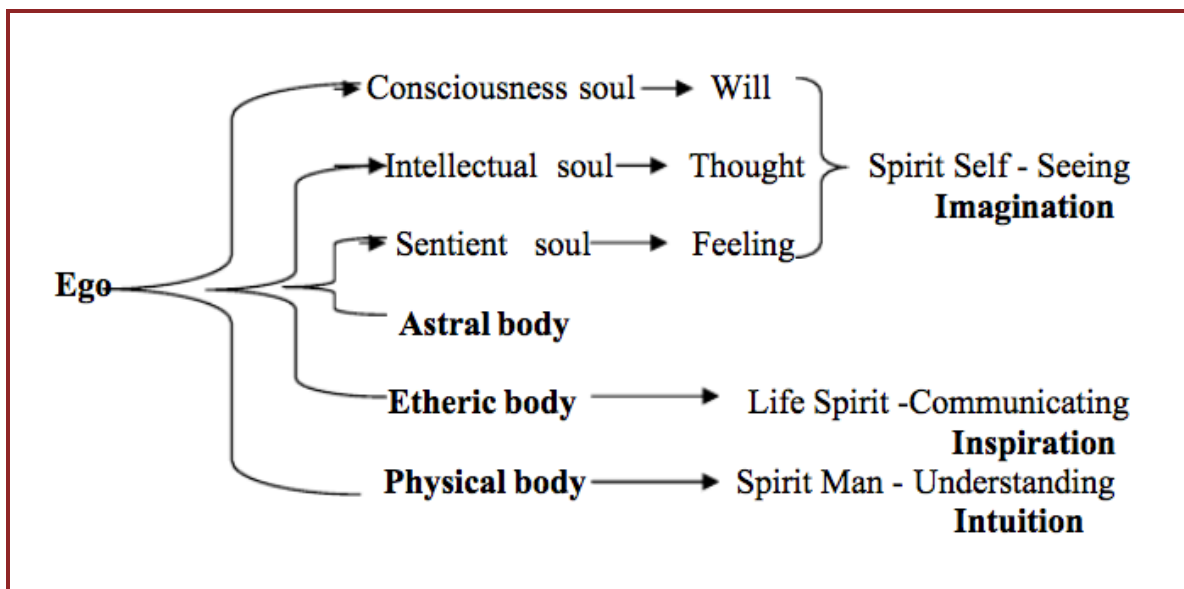 Consciousness soul Will
Intellectual soul Thought Spirit Self - Seeing
Imagination
Sentient soul Feeling
Ego
Astral body
Etheric body Life Spirit -Communicating
Inspiration
Physical body Spirit Man - Understanding
Intuition